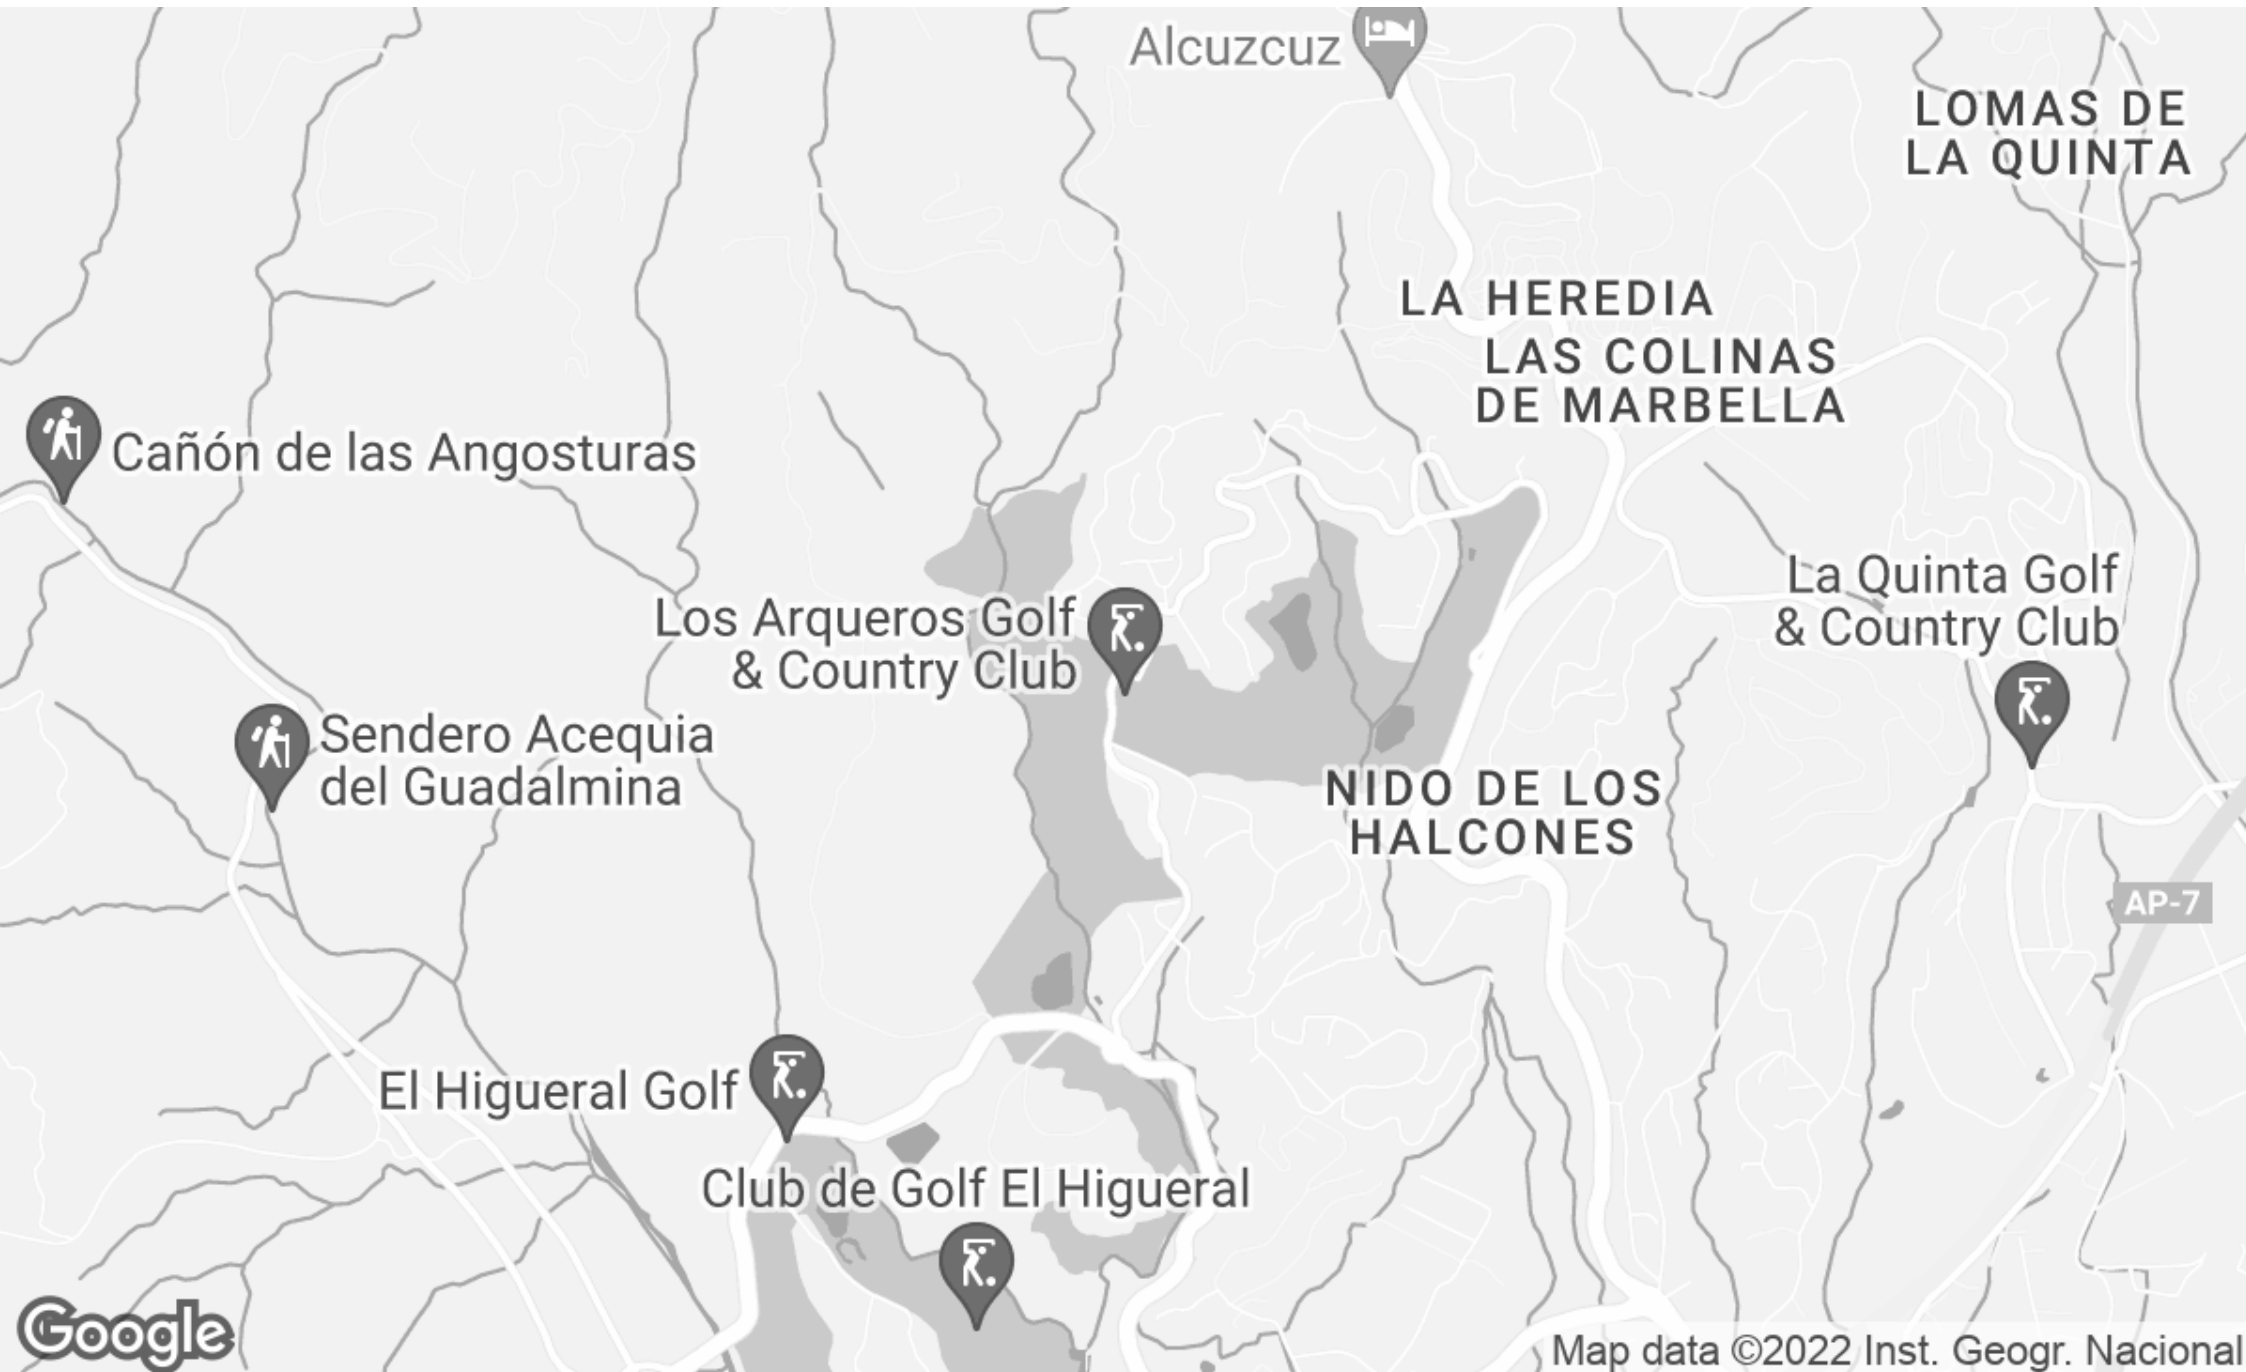 Alcuzcuz
LOMAS DE
LA QUINTA
LA HEREDIA
LAS COLINAS
DE MARBELLA
Cañón de las Angosturas
La Quinta Golf
& Country Club
Los Arqueros Golf
& Country Club
Sendero Acequia
del Guadalmina
NIDO DE LOS
HALCONES
AP-7
El Higueral Golf
Club de Golf El Higueral
Google
Map data ©2022 Inst. Geogr. Nacional